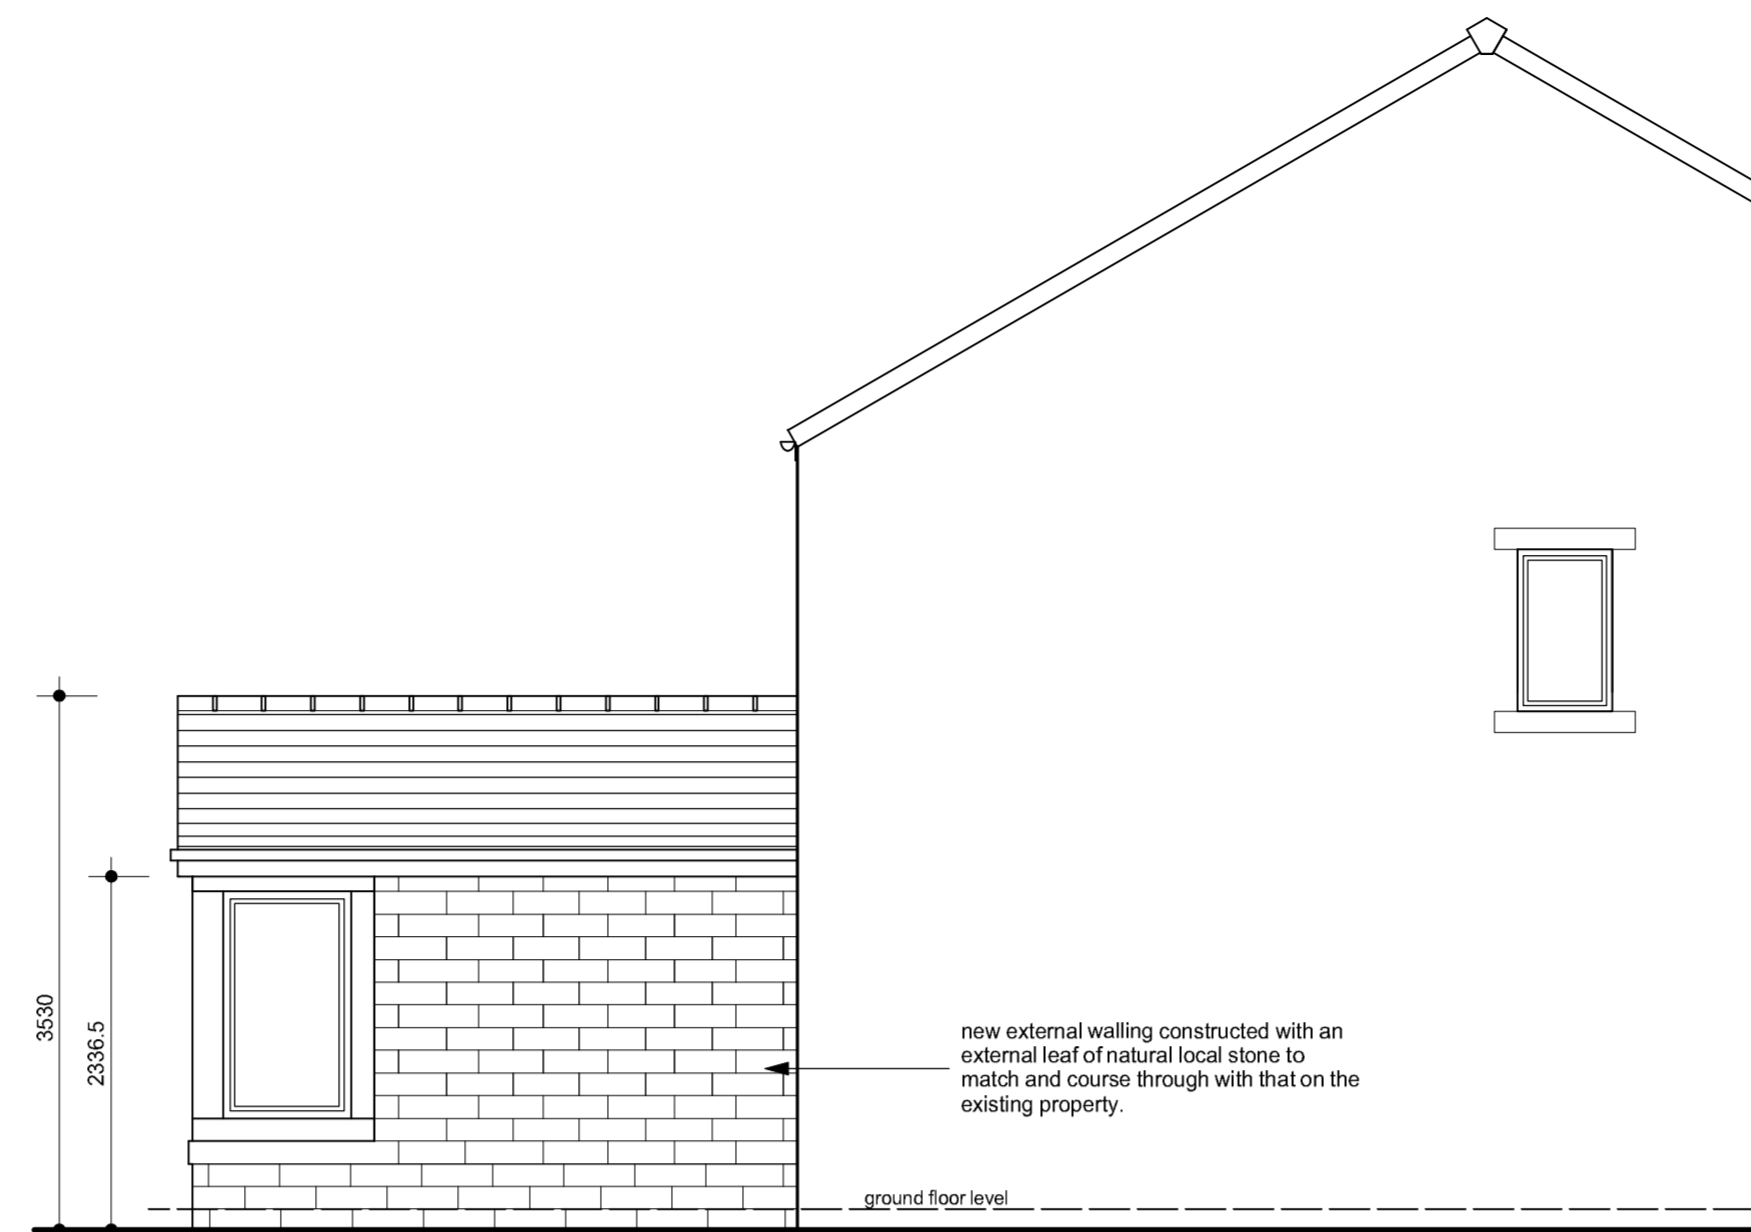 3530
2336.5
new external walling constructed with an
external leaf of natural local stone to
match and course through with that on the
existing property.
ground floor level